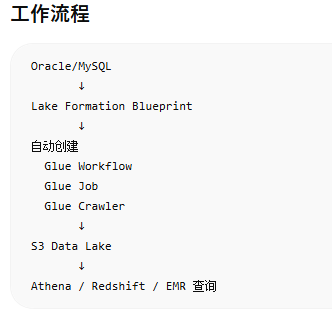 工作流程
Oracle/MySQL
↓
Lake Formation Blueprint
↓
自动创建
Glue Workflow
Glue Job
Glue Crawler
↓
S3 Data Lake
↓
Athena / Redshift / EMR 查询